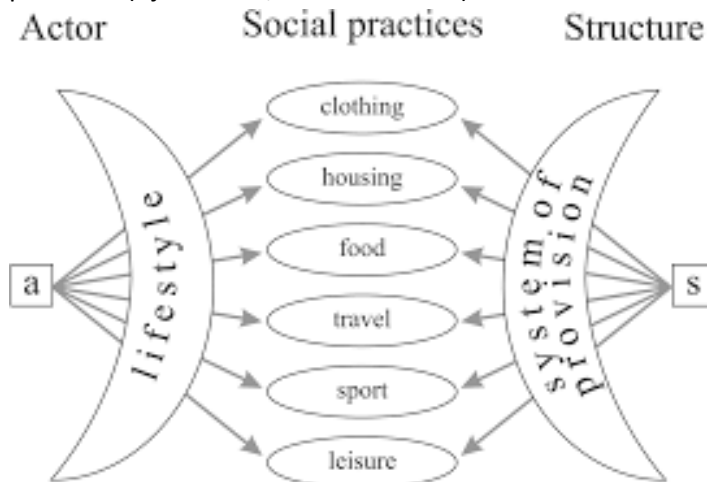 Actor Social practices Structure
clothing
housing
food
travel
sport
leisure
a
lifestyle
system of
provision
s